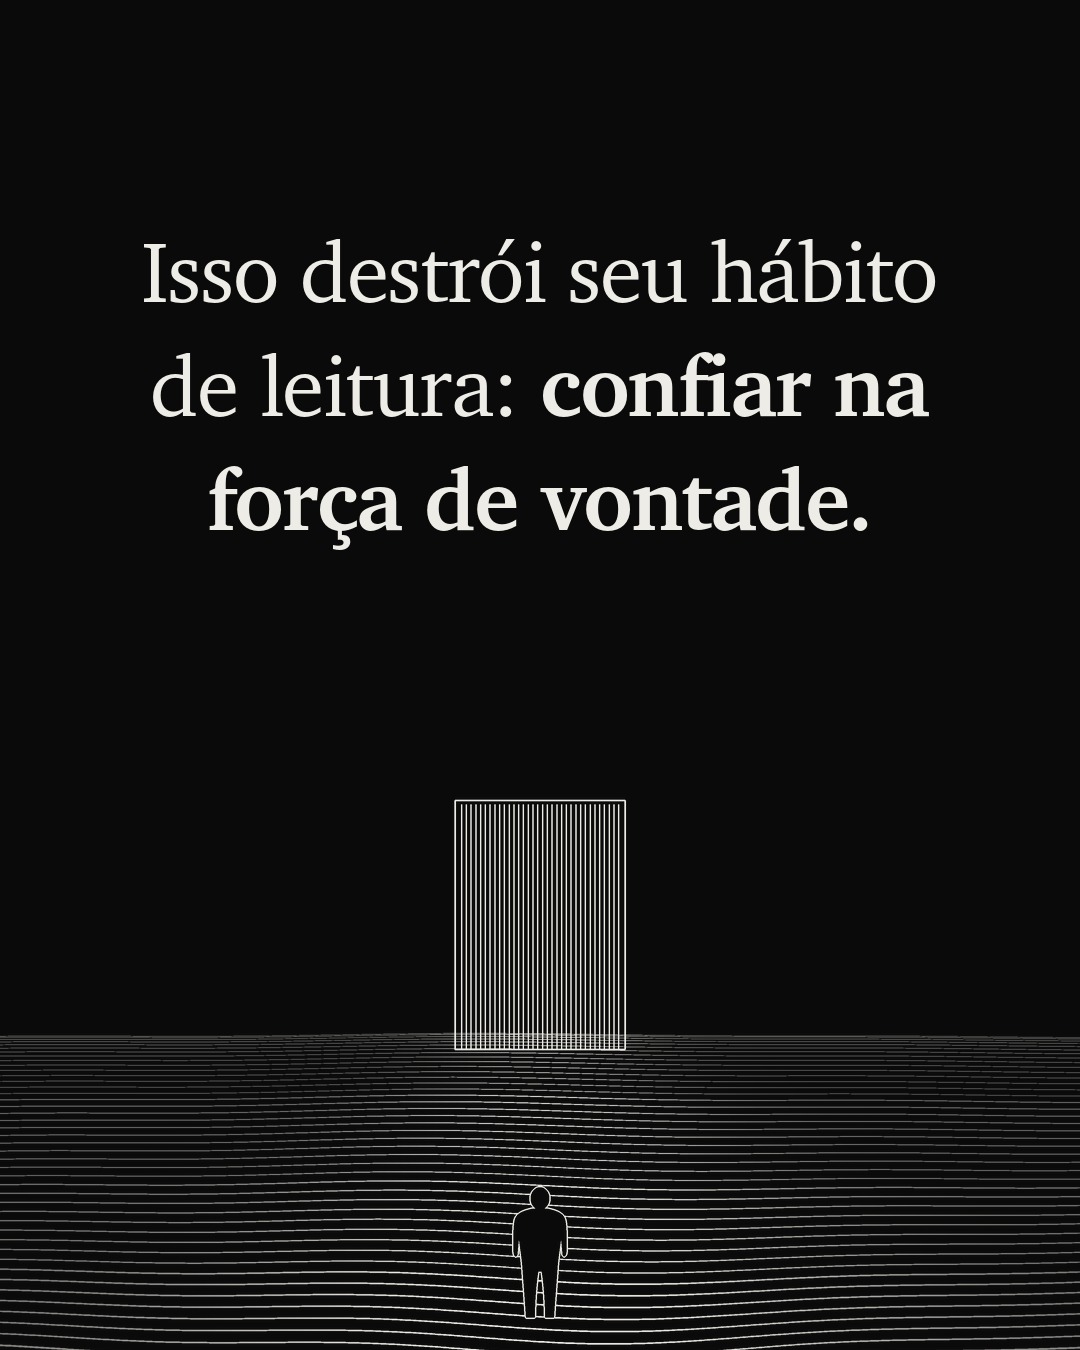 Isso destrói seu hábito
de leitura: confiar na
força de vontade.